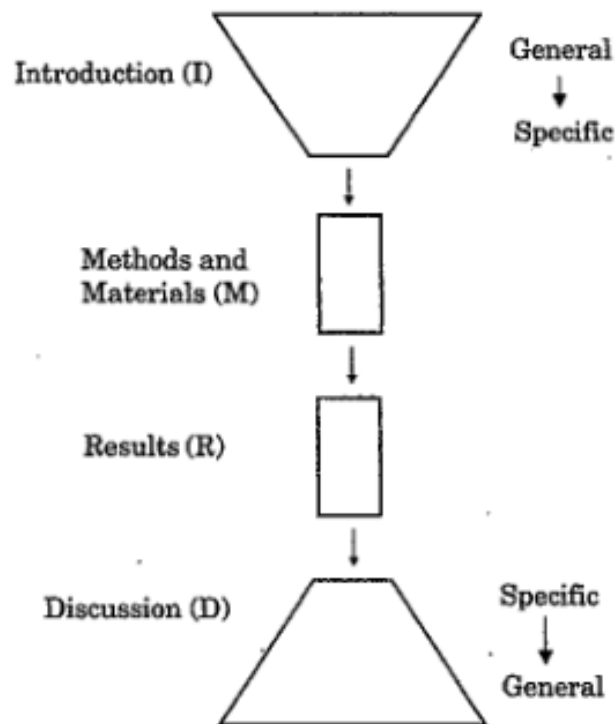 Introduction (I)
General
Specific
Methods and
Materials (M)
Results (R)
Discussion (D)
Specific
General